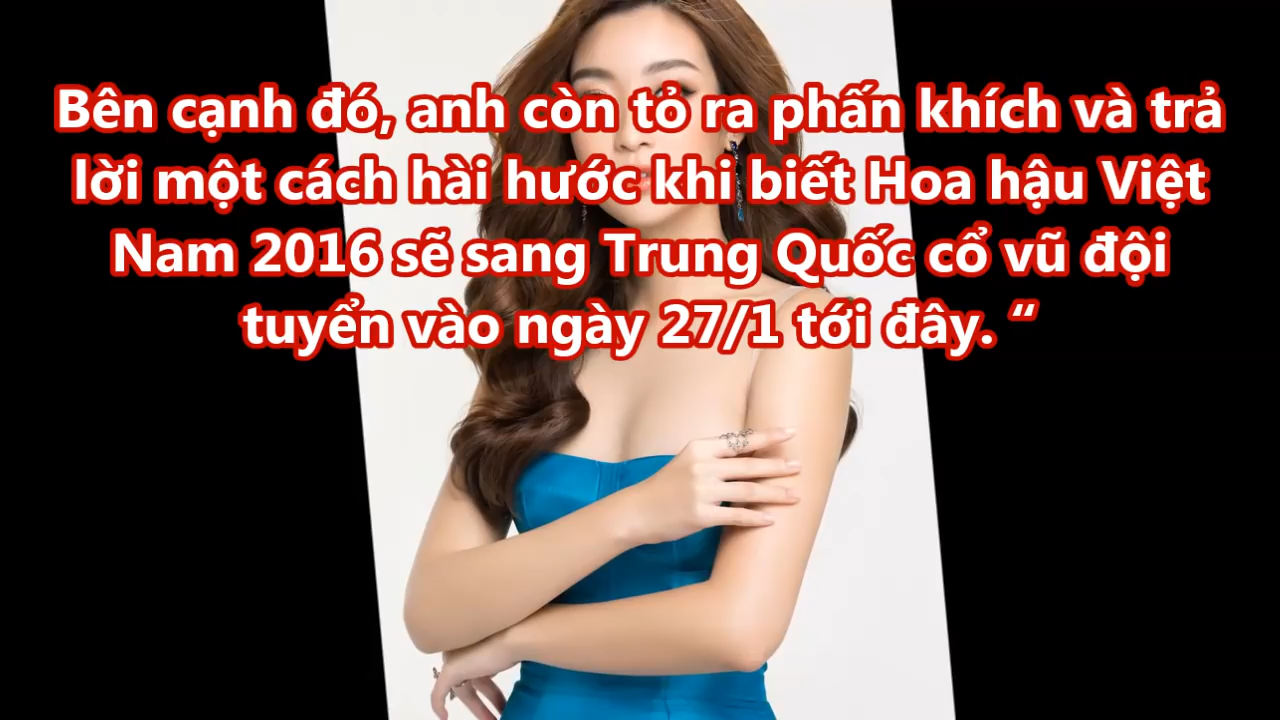 Bên cạnh đó, anh còn tỏ ra phấn khích và trả
lời một cách hài hước khi biết Hoa hậu Việt
Nam 2016 sẽ sang Trung Quốc cổ vũ đội
tuyển vào ngày 27/1 tới đây. “